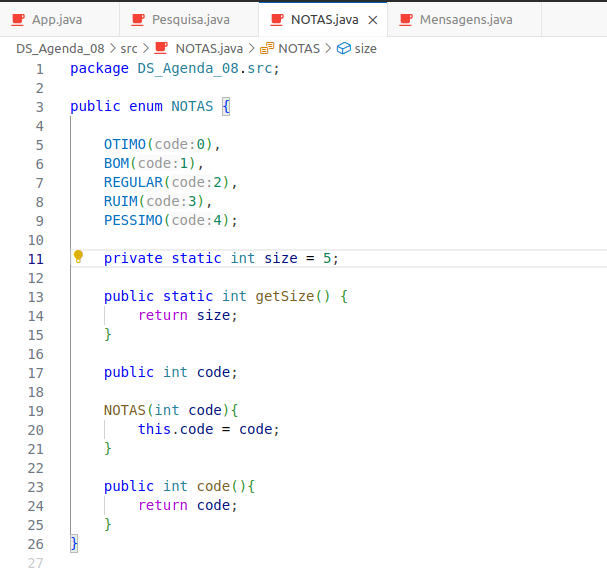 App.java Pesquisa.java NOTAS.java × Mensagens.java
DS_Agenda_08 > src > NOTAS.java > NOTAS > size
1 package DS_Agenda_08.src;
2
3 public enum NOTAS {
4
5 OTIMO(code:0),
6 BOM(code:1),
7 REGULAR(code:2),
8 RUIM(code:3),
9 PESSIMO(code:4);
10
11 private static int size = 5;
12
13 public static int getSize() {
14 return size;
15 }
16
17 public int code;
18
19 NOTAS(int code){
20 this.code = code;
21 }
22
23 public int code(){
24 return code;
25 }
26 }
27